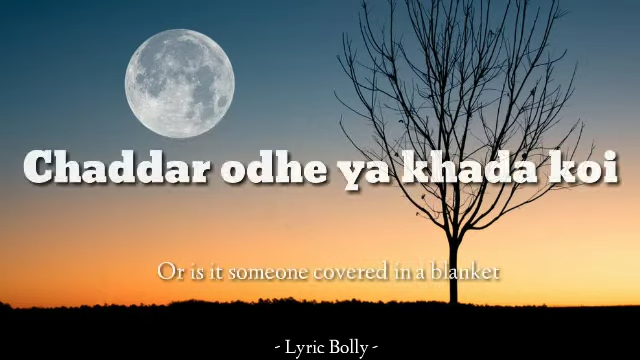 Chaddar odhe ya khada koi
Or is it someone covered in a blanket
- Lyric Bolly -